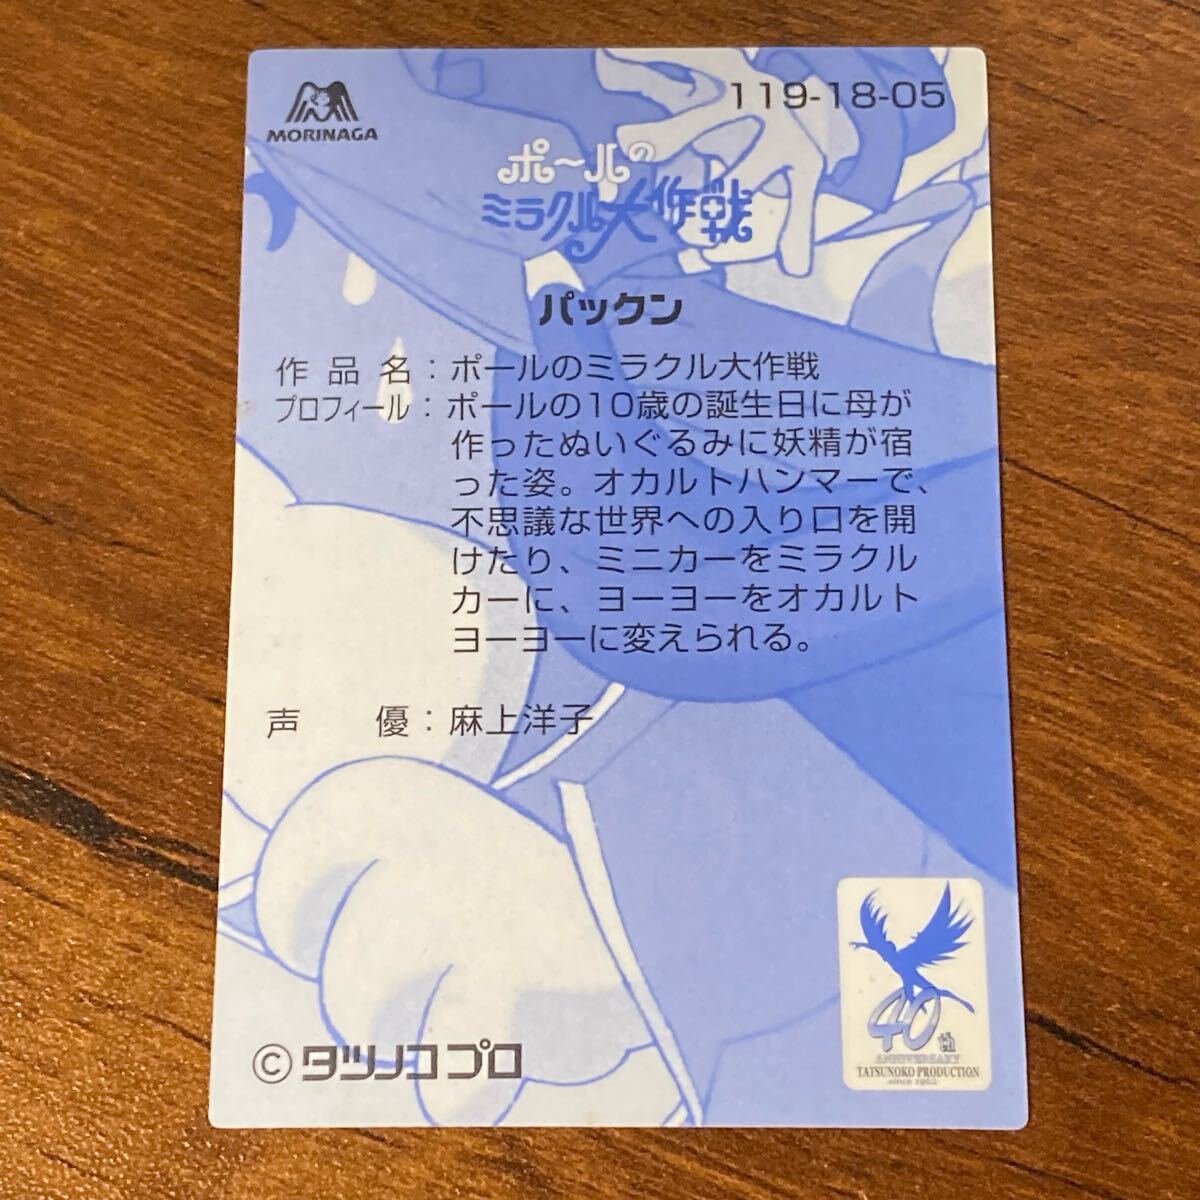 MORINAGA
119-18-05
ポールの
ミラクル大作戦
パックン
作品名：ポールのミラクル大作戦
プロフィール：ポールの10歳の誕生日に母が
作ったぬいぐるみに妖精が宿
った姿。オカルトハンマーで、
不思議な世界への入り口を開
けたり、ミニカーをミラクル
カーに、ヨーヨーをオカルト
ヨーヨーに変えられる。
声優：麻上洋子
©タツノコプロ
40th
ANNIVERSARY
TATSUNOKO PRODUCTION
since 1962